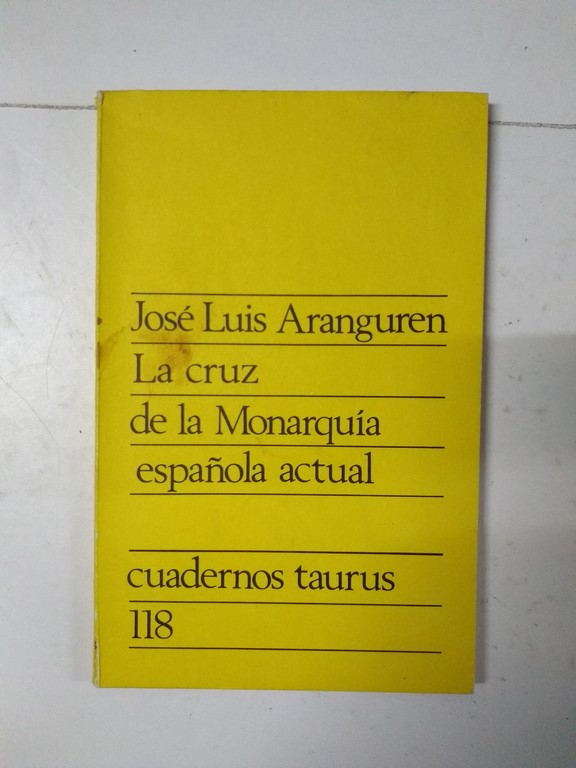 José Luis Aranguren
La cruz
de la Monarquía
española actual
cuadernos taurus
118